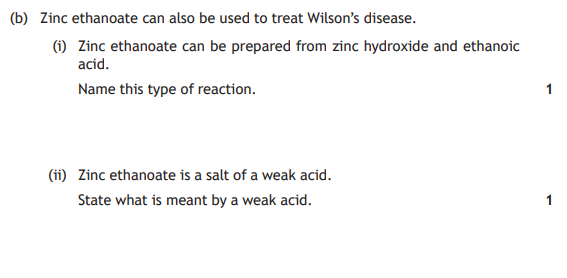 (b) Zinc ethanoate can also be used to treat Wilson’s disease.
(i) Zinc ethanoate can be prepared from zinc hydroxide and ethanoic
acid.
Name this type of reaction. 1
(ii) Zinc ethanoate is a salt of a weak acid.
State what is meant by a weak acid. 1